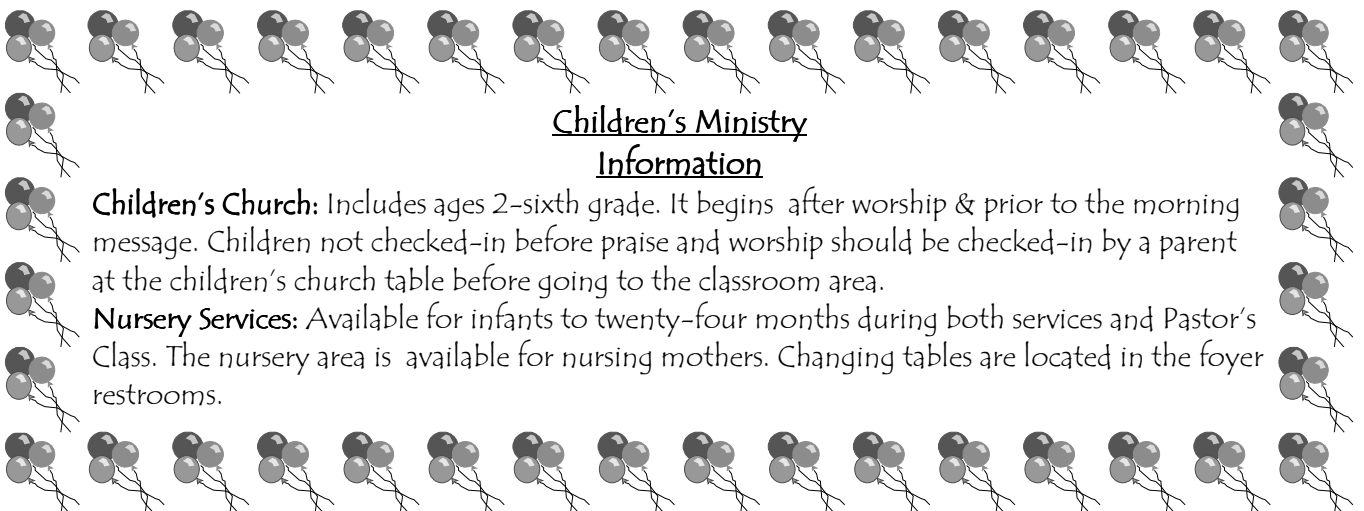 Children's Ministry
Information
Children's Church: Includes ages 2-sixth grade. It begins  after worship & prior to the morning
message. Children not checked-in before praise and worship should be checked-in by a parent
at the children's church table before going to the classroom area.
Nursery Services: Available for infants to twenty-four months during both services and Pastor's
Class. The nursery area is  available for nursing mothers. Changing tables are located in the foyer
restrooms.